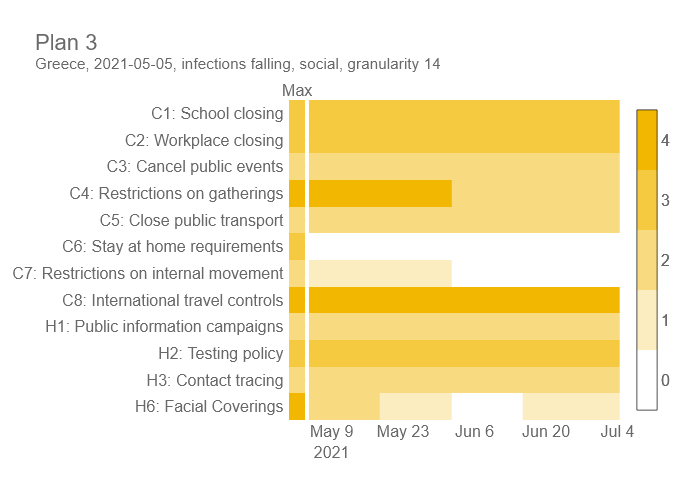 Plan 3
Greece, 2021-05-05, infections falling, social, granularity 14
Max
C1: School closing
C2: Workplace closing
C3: Cancel public events
C4: Restrictions on gatherings
C5: Close public transport
C6: Stay at home requirements
C7: Restrictions on internal movement
C8: International travel controls
H1: Public information campaigns
H2: Testing policy
H3: Contact tracing
H6: Facial Coverings
May 9 May 23 Jun 6 Jun 20 Jul 4
2021
4
3
2
1
0